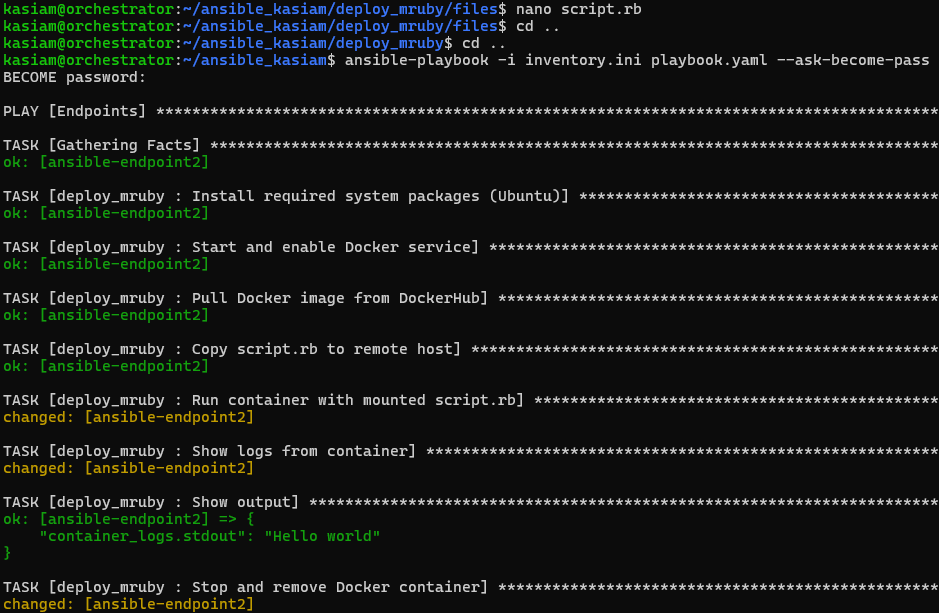 kasiam@orchestrator:~/ansible_kasiam/deploy_mruby/files$ nano script.rb
kasiam@orchestrator:~/ansible_kasiam/deploy_mruby/files$ cd ..
kasiam@orchestrator:~/ansible_kasiam/deploy_mruby$ cd ..
kasiam@orchestrator:~/ansible_kasiam$ ansible-playbook -i inventory.ini playbook.yaml --ask-become-pass
BECOME password:
PLAY [Endpoints] ***************************************************************************************
TASK [Gathering Facts] *********************************************************************************
ok: [ansible-endpoint2]
TASK [deploy_mruby : Install required system packages (Ubuntu)] ****************************************
ok: [ansible-endpoint2]
TASK [deploy_mruby : Start and enable Docker service] **************************************************
ok: [ansible-endpoint2]
TASK [deploy_mruby : Pull Docker image from DockerHub] *************************************************
ok: [ansible-endpoint2]
TASK [deploy_mruby : Copy script.rb to remote host] ****************************************************
ok: [ansible-endpoint2]
TASK [deploy_mruby : Run container with mounted script.rb] *********************************************
changed: [ansible-endpoint2]
TASK [deploy_mruby : Show logs from container] *********************************************************
changed: [ansible-endpoint2]
TASK [deploy_mruby : Show output] **********************************************************************
ok: [ansible-endpoint2] => {
    "container_logs.stdout": "Hello world"
}
TASK [deploy_mruby : Stop and remove Docker container] *************************************************
changed: [ansible-endpoint2]